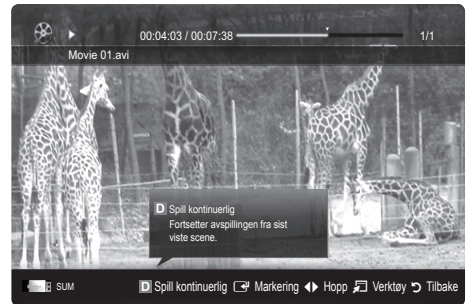 00:04:03 / 00:07:38 1/1
Movie 01.avi
D Spill kontinuerlig
Fortsetter avspillingen fra sist
viste scene.
SUM D Spill kontinuerlig Markering Hopp Verktøy Tilbake